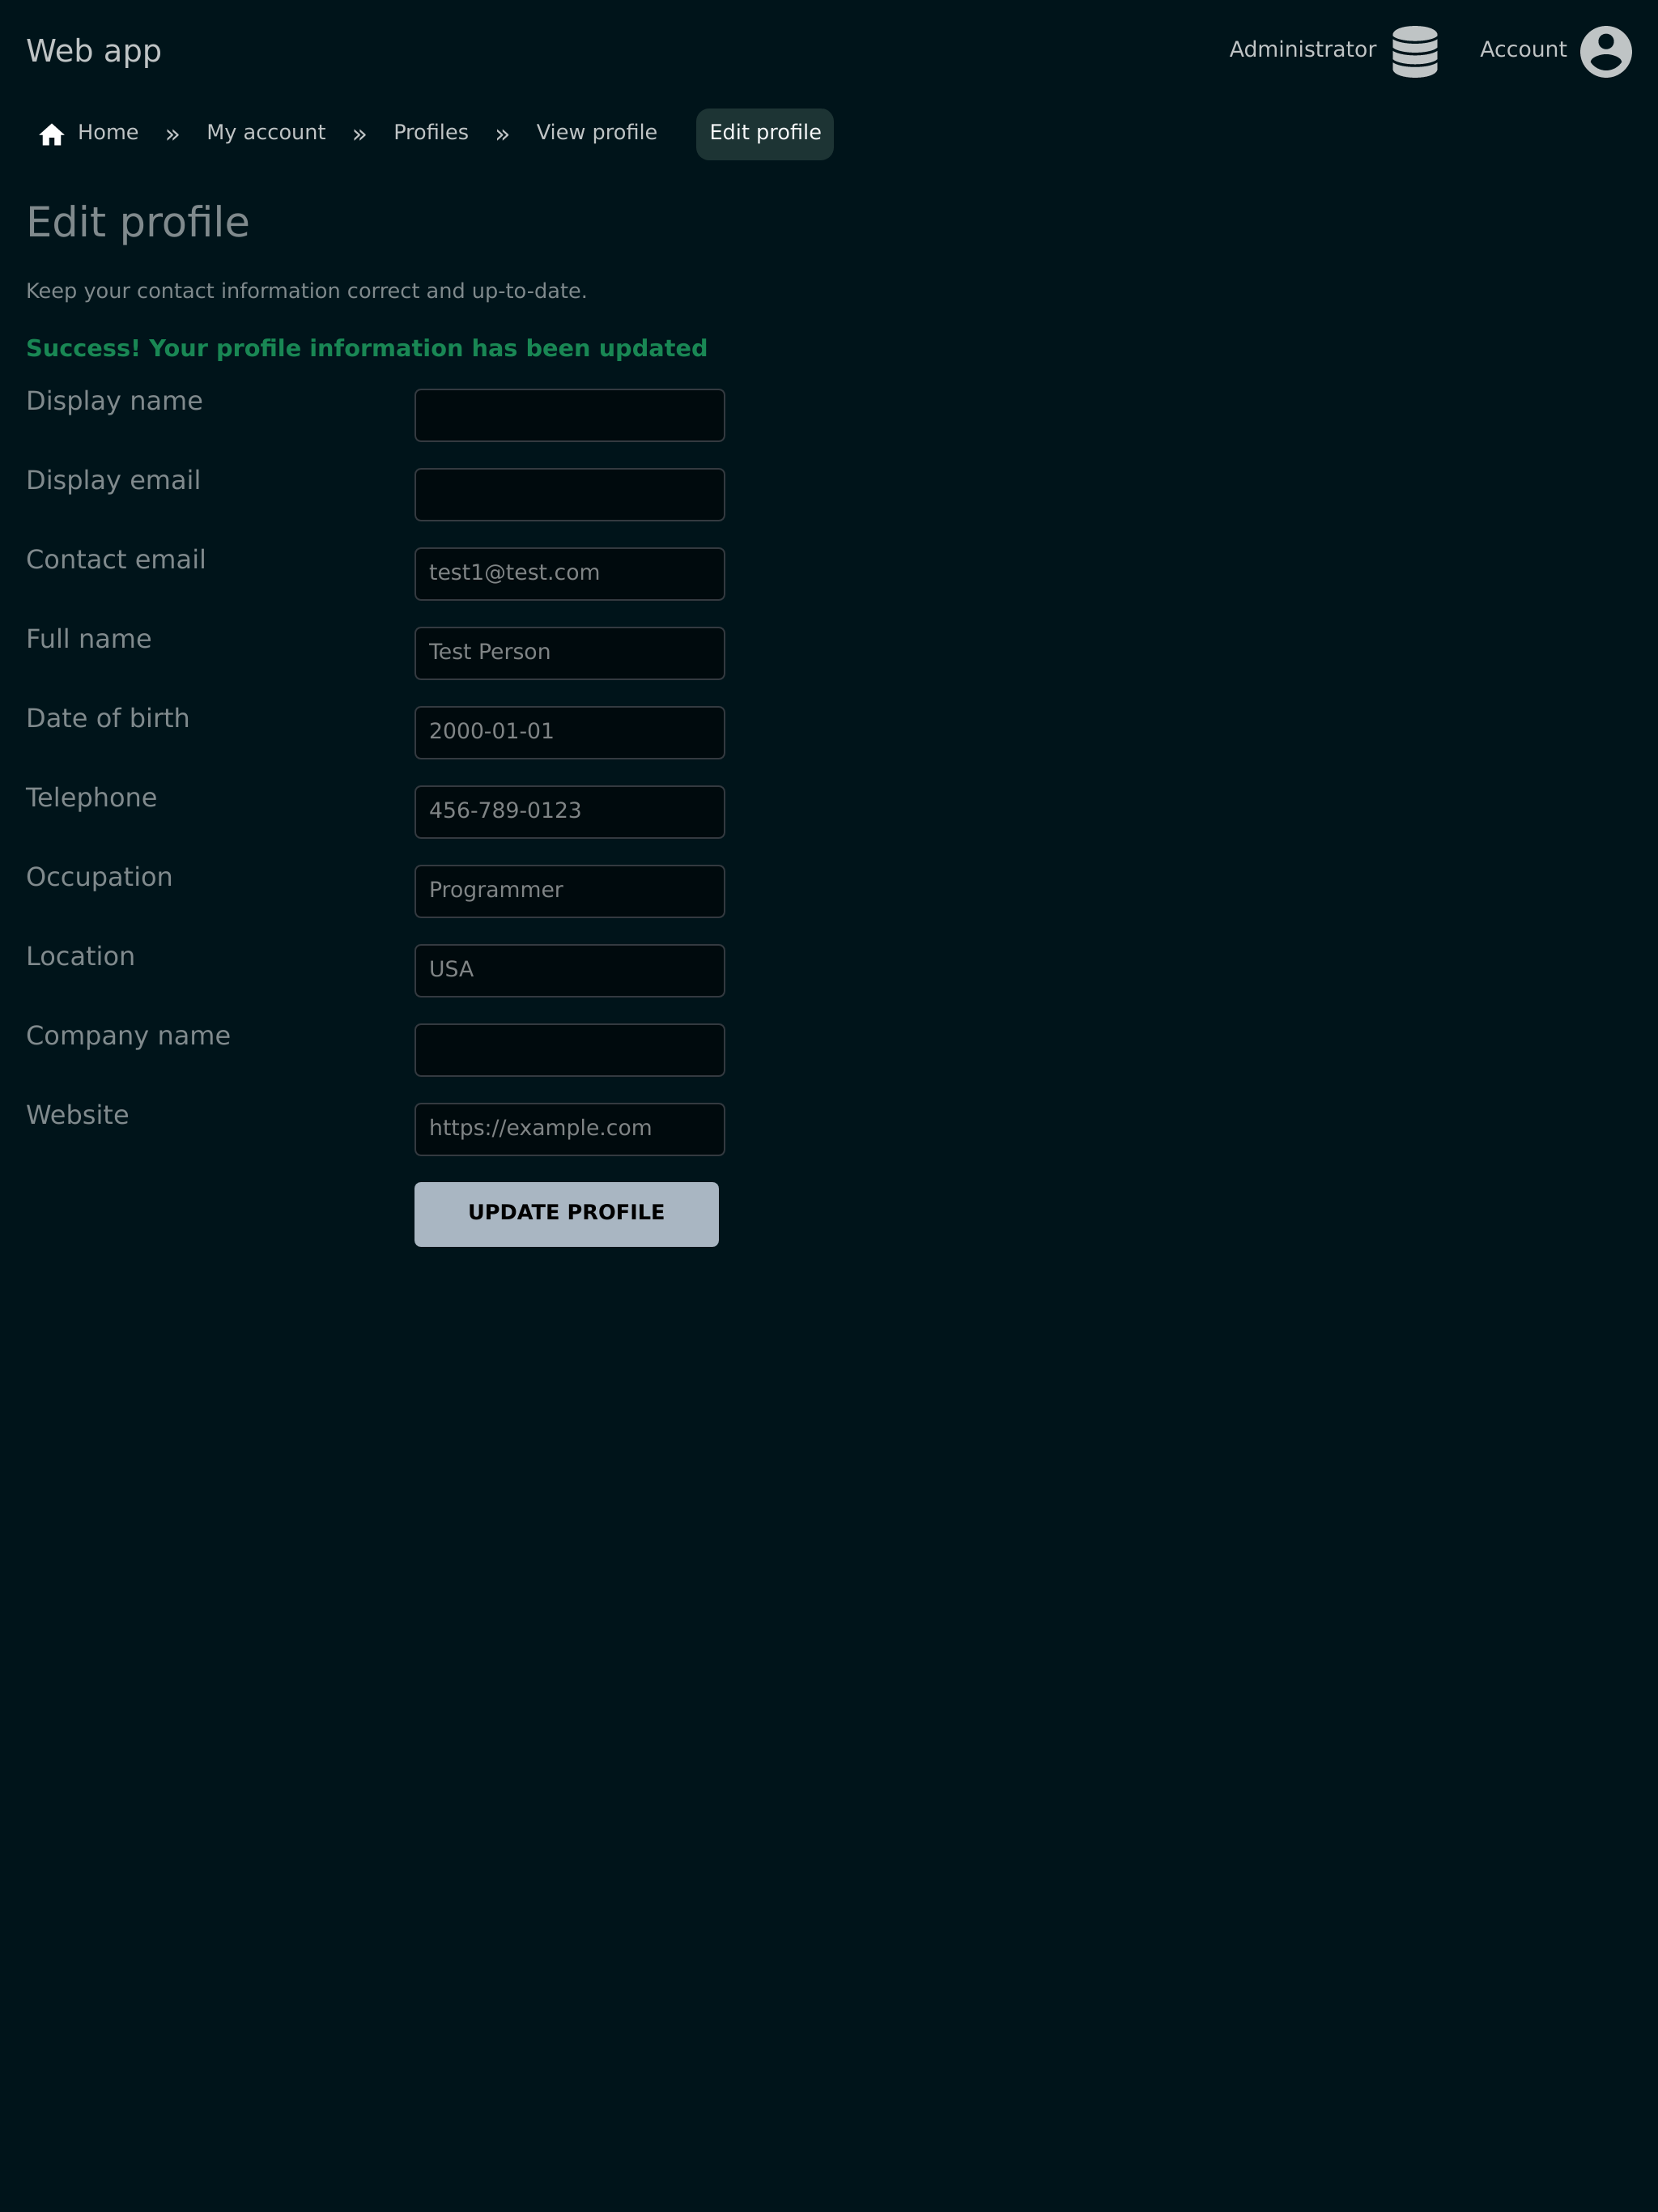 Web app
Administrator
Account
Home » My account » Profiles » View profile Edit profile
Edit profile
Keep your contact information correct and up-to-date.
Success! Your profile information has been updated
Display name
Display email
Contact email test1@test.com
Full name Test Person
Date of birth 2000-01-01
Telephone 456-789-0123
Occupation Programmer
Location USA
Company name
Website https://example.com
UPDATE PROFILE